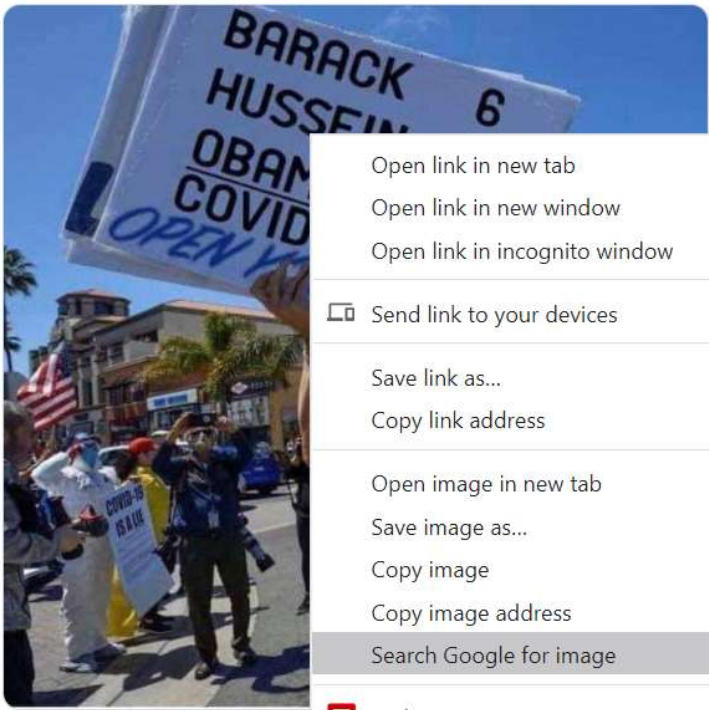 BARACK 6
HUSSEIN
OBAM
COVID
OPEN Y
COVID-19
IS A LIE
Open link in new tab
Open link in new window
Open link in incognito window
Send link to your devices
Save link as...
Copy link address
Open image in new tab
Save image as...
Copy image
Copy image address
Search Google for image